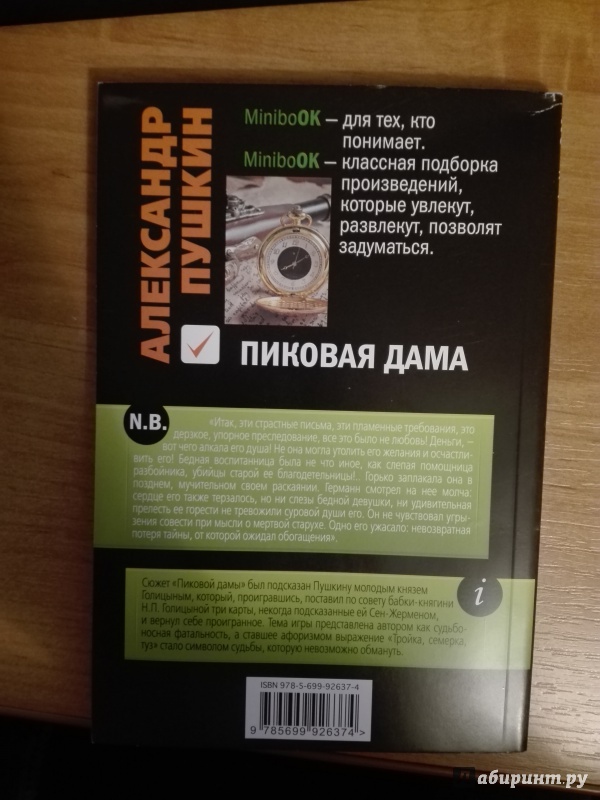 АЛЕКСАНДР
ПУШКИН
MiniboOK – для тех, кто
понимает.
MiniboOK – классная подборка
произведений,
которые увлекут,
развлекут, позволят
задуматься.
ПИКОВАЯ ДАМА
N.B.
«Итак, эти страстные письма, эти пламенные требования, это
дерзкое, упорное преследование, все это было не любовь! Деньги, –
вот чего алкала его душа! Не она могла утолить его желания и осчастли-
вить его! Бедная воспитанница была не что иное, как слепая помощница
разбойника, убийцы старой ее благодетельницы!.. Горько заплакала она в
позднем, мучительном своем раскаянии. Германн смотрел на нее молча:
сердце его также терзалось, но ни слезы бедной девушки, ни удивительная
прелесть ее горести не тревожили суровой души его. Он не чувствовал угры-
зения совести при мысли о мертвой старухе. Одно его ужасало: невозвратная
потеря тайны, от которой ожидал обогащения».
Сюжет «Пиковой дамы» был подсказан Пушкину молодым князем
Голицыным, который, проигравшись, поставил по совету бабки-княгини
Н.П. Голицыной три карты, некогда подсказанные ей Сен-Жерменом,
и вернул себе проигранное. Тема игры представлена автором как судьбо-
носная фатальность, а ставшее афоризмом выражение «Тройка, семерка,
туз» стало символом судьбы, которую невозможно обмануть.
i
ISBN 978-5-699-92637-4
9 785699 926374 >
Лабиринт.ру